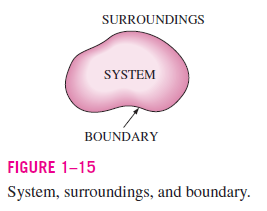 SURROUNDINGS
SYSTEM
BOUNDARY
FIGURE 1–15
System, surroundings, and boundary.